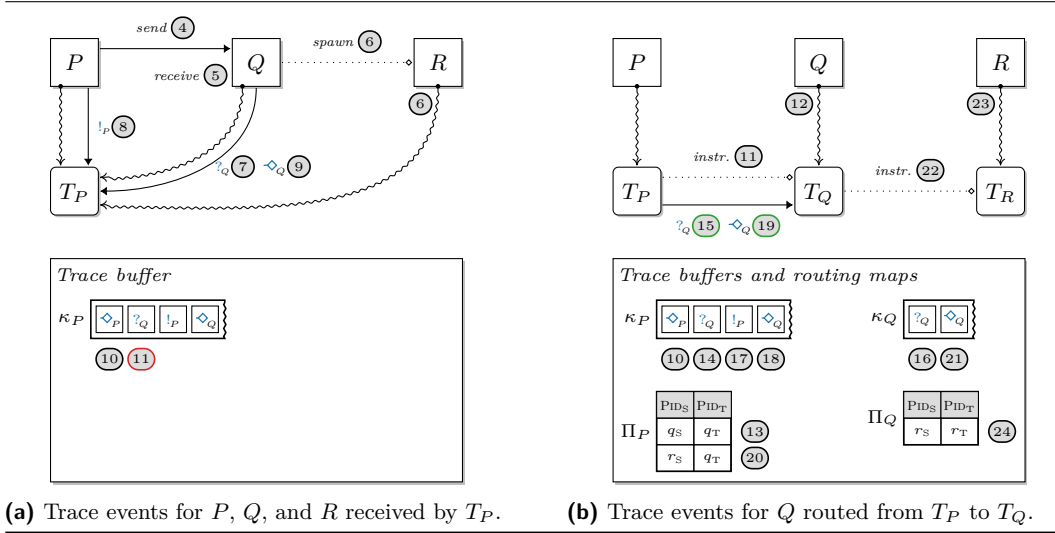 send 4
spawn 6
P
Q
R
receive 5
6
!P 8
?Q 7
Q 9
TP
Trace buffer
κP
P ?Q !P Q
10 11
(a) Trace events for P, Q, and R received by TP.
P
Q
R
12
23
instr. 11
instr. 22
TP
TQ
TR
?Q 15
Q 19
Trace buffers and routing maps
κP
P ?Q !P Q
10 14 17 18
κQ
?Q Q
16 21
ΠP
PIDS PIDT
qS qT 13
rS qT 20
ΠQ
PIDS PIDT
rS rT 24
(b) Trace events for Q routed from TP to TQ.